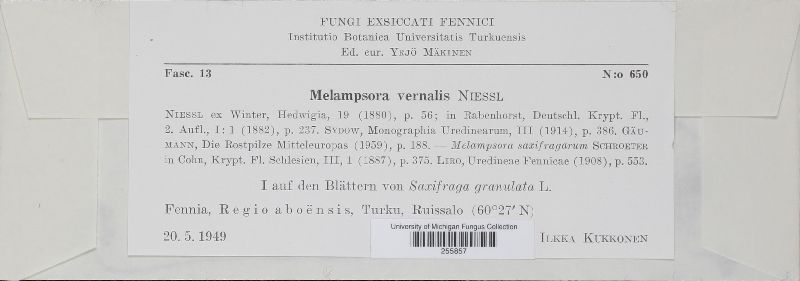 FUNGI EXSICCATI FENNICI
Institutio Botanica Universitatis Turkuensis
Ed. cur. YRJÖ MÄKINEN
Fasc. 13 N:o 650
Melampsora vernalis NIESSL
NIESSL ex Winter, Hedwigia, 19 (1880), p. 56; in Rabenhorst, Deutschl. Krypt. Fl.,
2. Aufl., I: 1 (1882), p. 237. SYDOW, Monographia Uredinearum, III (1914), p. 386. GÄU-
MANN, Die Rostpilze Mitteleuropas (1959), p. 188. — Melampsora saxifragarum SCHROETER
in Cohn, Krypt. Fl. Schlesien, III, 1 (1887), p. 375. LIRO, Uredineae Fennicae (1908), p. 553.
I auf den Blättern von Saxifraga granulata L.
Fennia, Regio aboënsis, Turku, Ruissalo (60°27′ N)
20. 5. 1949 ILKKA KUKKONEN
University of Michigan Fungus Collection
255857